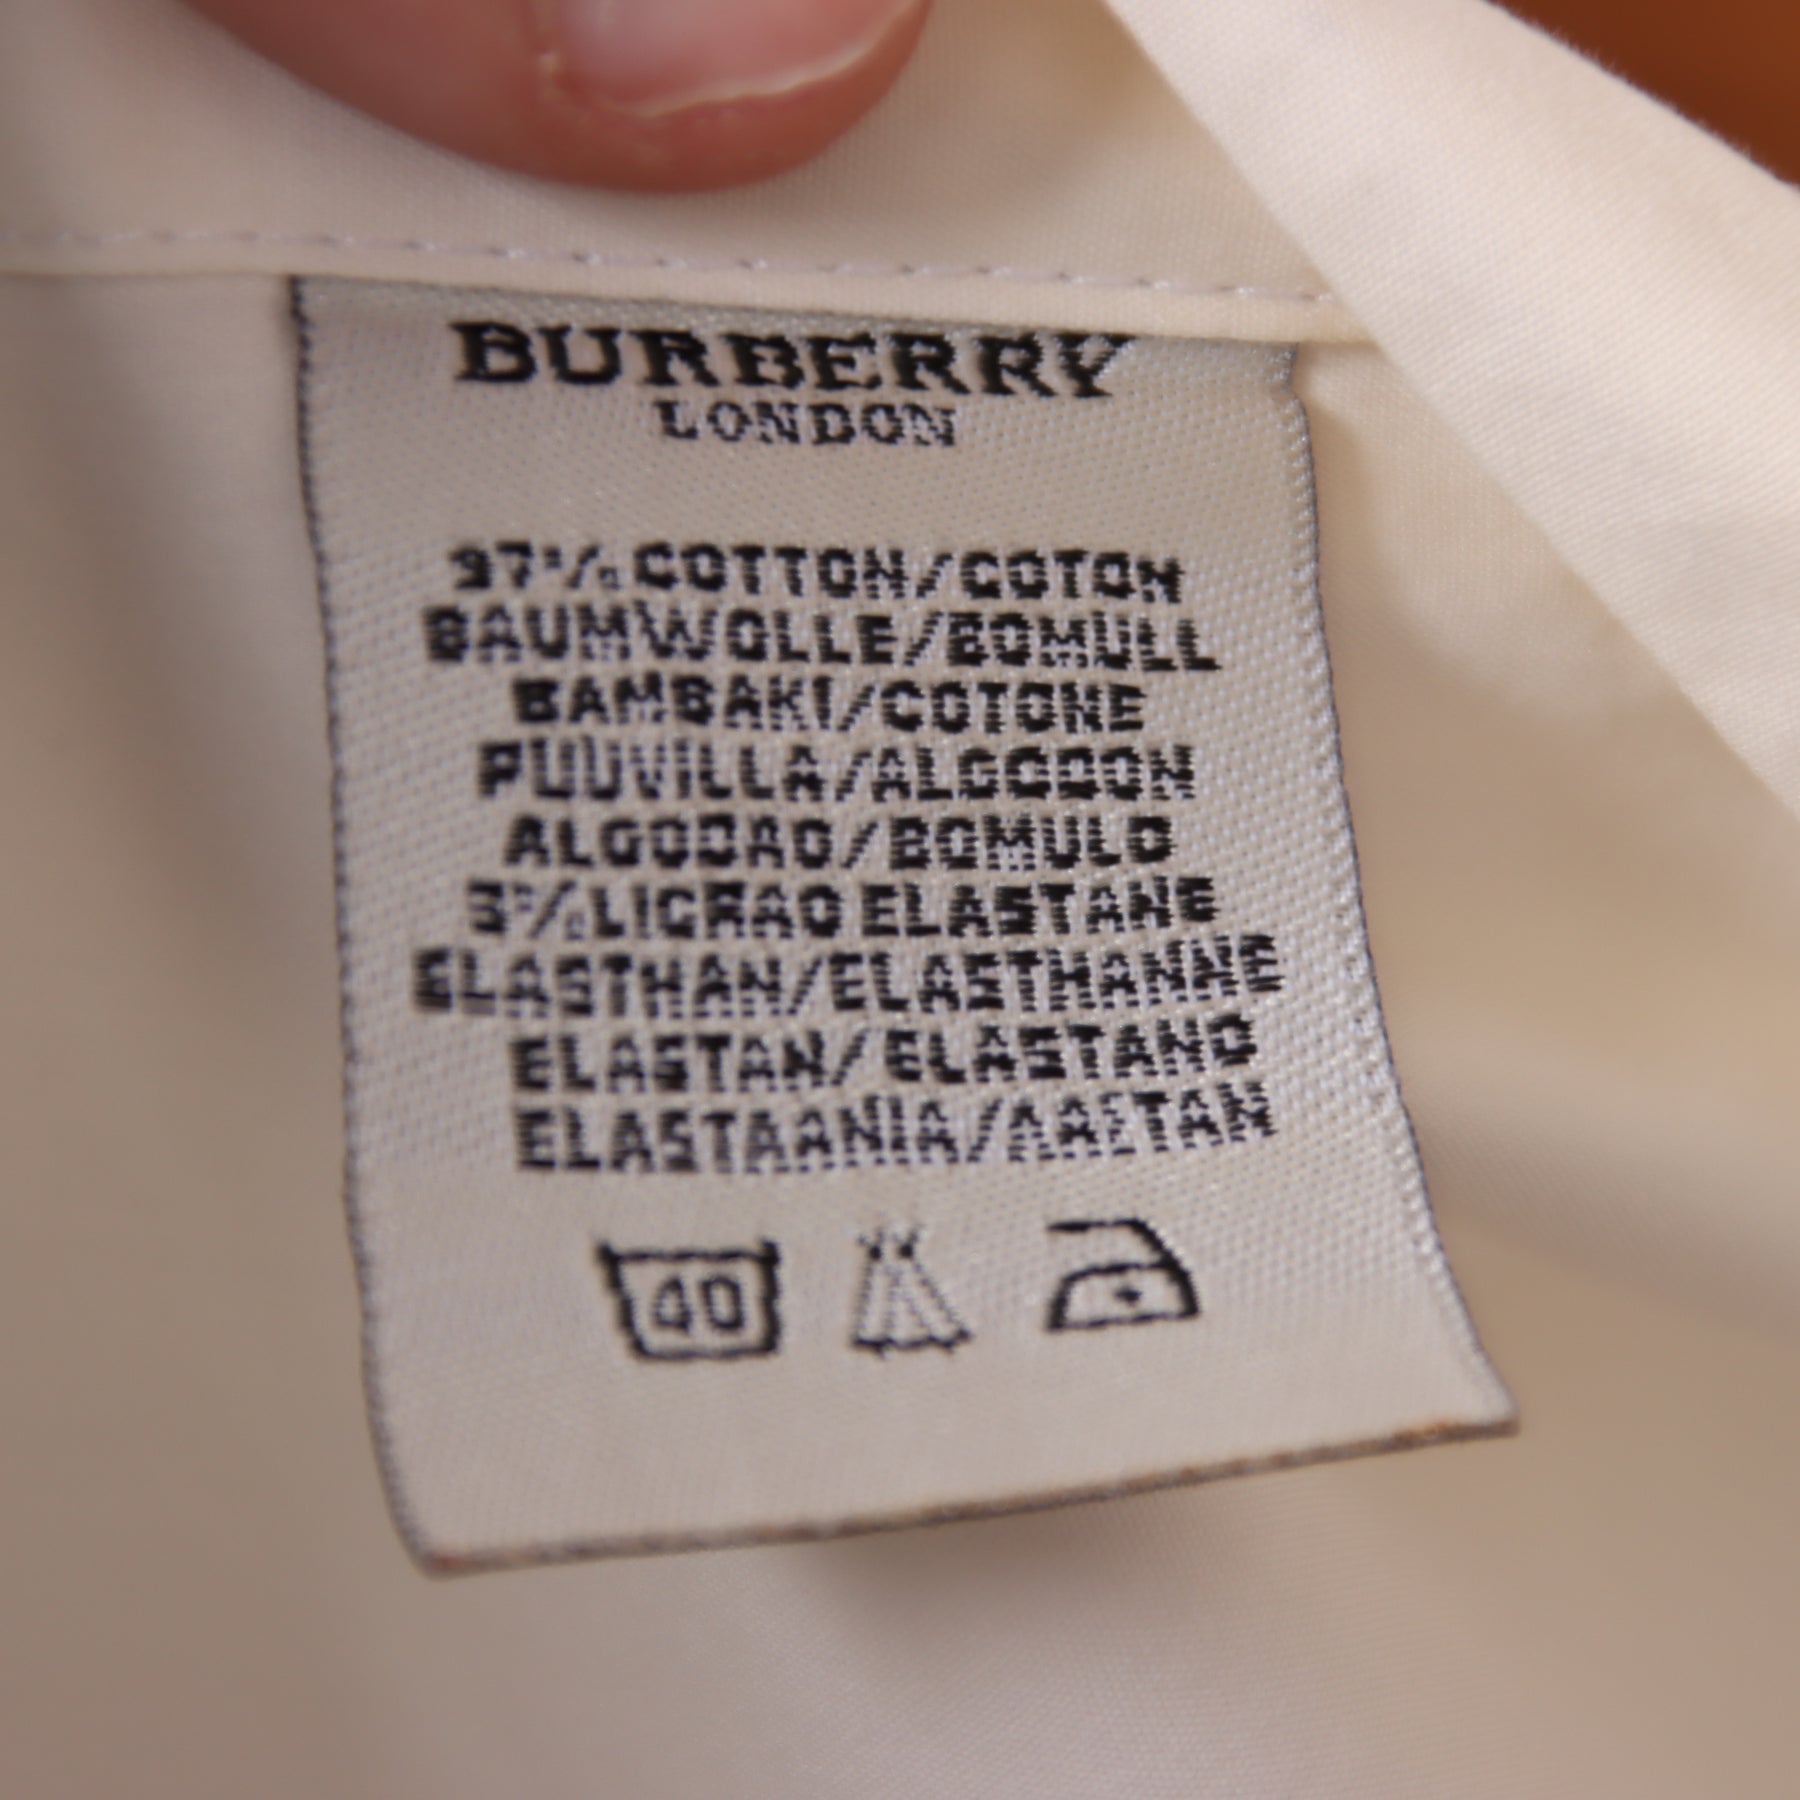 BURBERRY
LONDON
97% COTTON/COTON
BAUMWOLLE/BOMULL
BAMBAKI/COTONE
PUUVILLA/ALGODON
ALGODAO/BOMULD
3% LIGRAO ELASTANE
ELASTHAN/ELASTHANNE
ELASTAN/ELASTANO
ELASTAANIA/ΛΑΣΤΑΝ
40